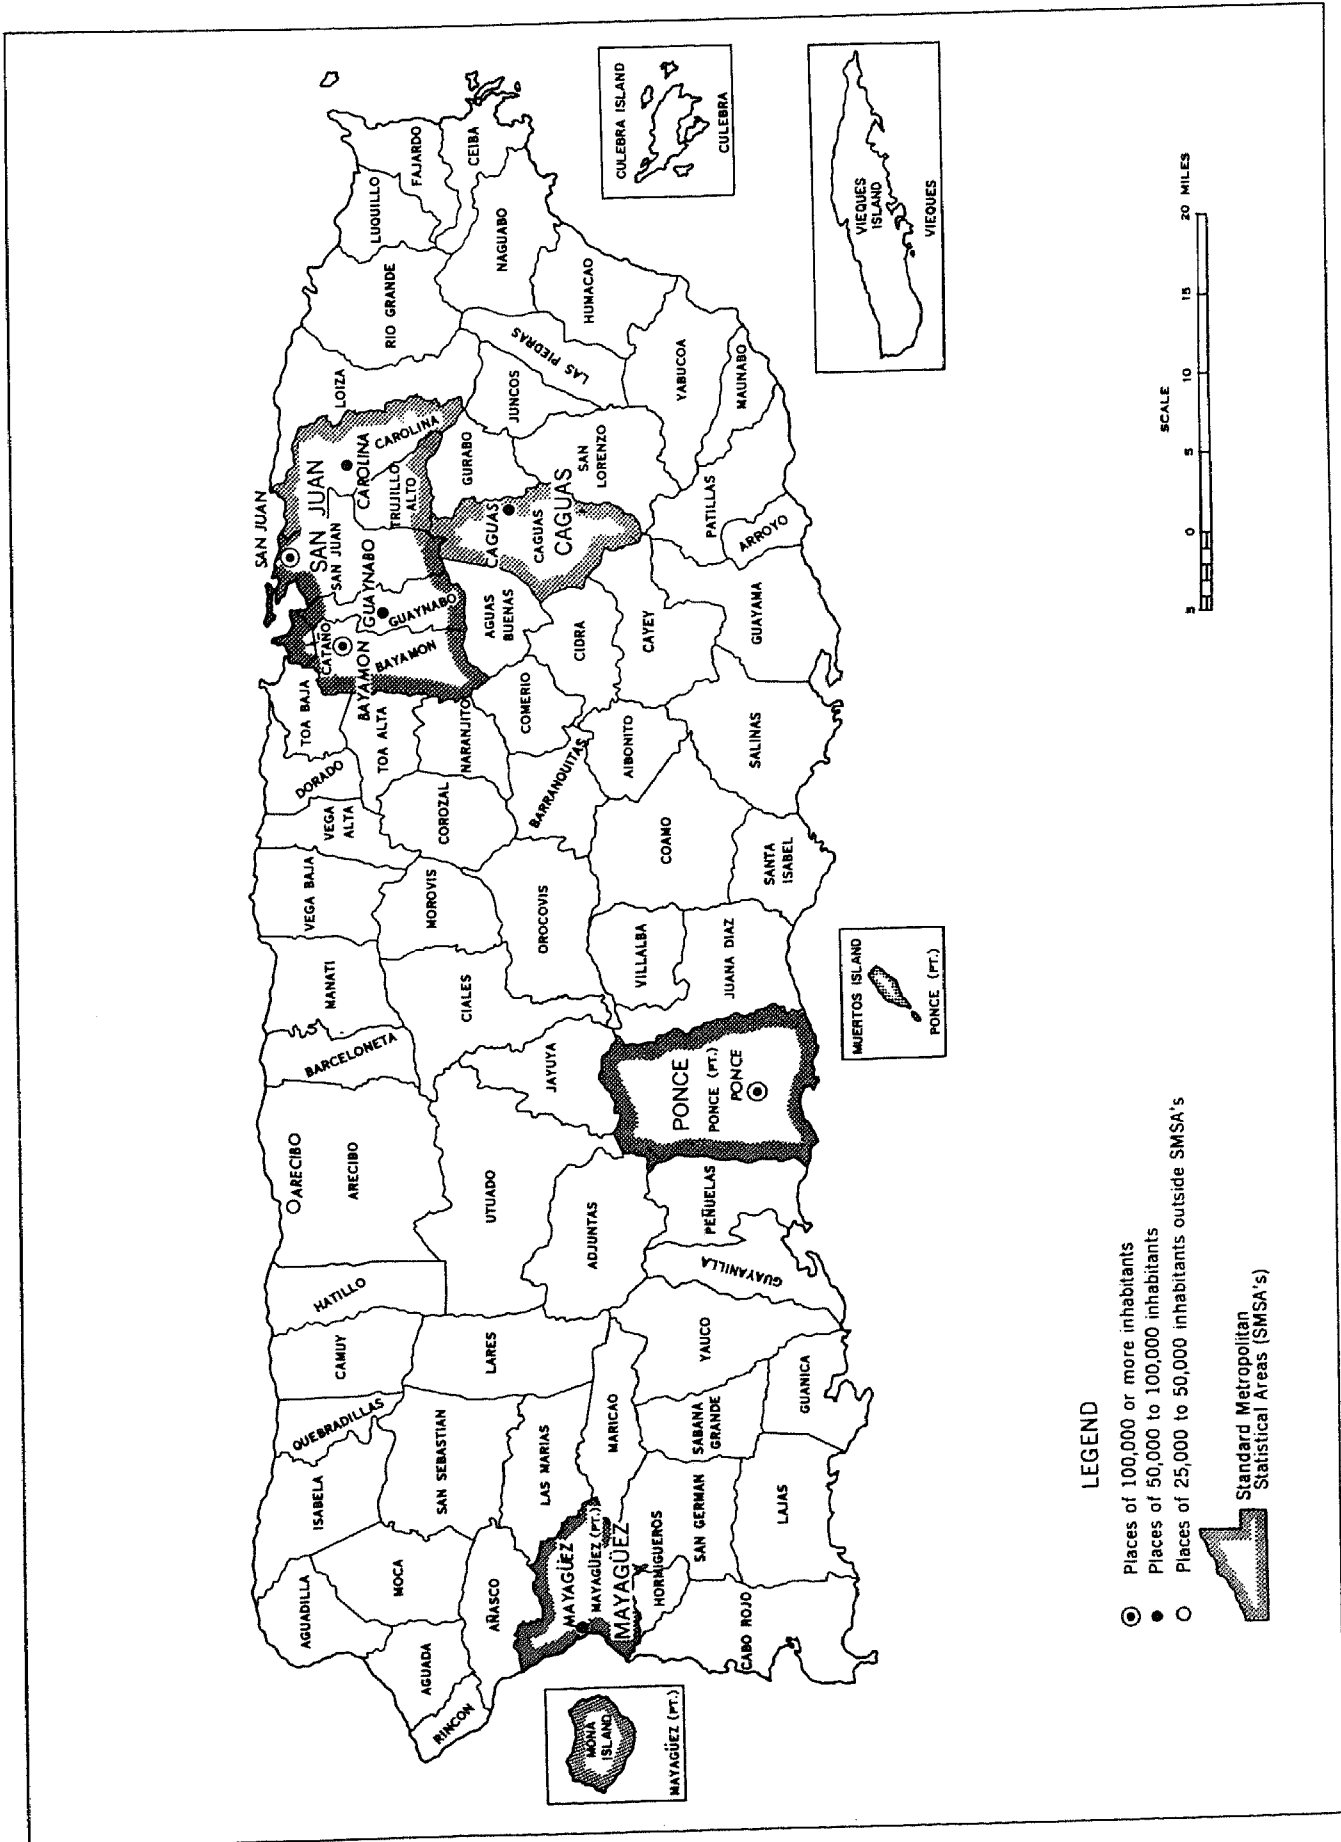 SAN JUAN
SAN JUAN
SAN JUAN
CATAÑO
BAYAMON
BAYAMON
GUAYNABO
GUAYNABO
CAROLINA
CAROLINA
TRUJILLO
ALTO
LOIZA
RIO GRANDE
LUQUILLO
FAJARDO
CEIBA
NAGUABO
HUMACAO
LAS PIEDRAS
JUNCOS
GURABO
SAN
LORENZO
CAGUAS
CAGUAS
CAGUAS
YABUCOA
MAUNABO
PATILLAS
ARROYO
GUAYAMA
CAYEY
CIDRA
AGUAS
BUENAS
COMERIO
NARANJITO
TOA ALTA
TOA BAJA
DORADO
VEGA
ALTA
VEGA BAJA
COROZAL
BARRANQUITAS
AIBONITO
SALINAS
COAMO
SANTA
ISABEL
MOROVIS
OROCOVIS
VILLALBA
JUANA DIAZ
MANATI
CIALES
BARCELONETA
JAYUYA
PONCE
PONCE (PT.)
PONCE
ARECIBO
ARECIBO
UTUADO
ADJUNTAS
PEÑUELAS
GUAYANILLA
HATILLO
CAMUY
LARES
YAUCO
GUANICA
QUEBRADILLAS
ISABELA
SAN SEBASTIAN
LAS MARIAS
MARICAO
SABANA
GRANDE
SAN GERMAN
LAJAS
AGUADILLA
MOCA
AÑASCO
AGUADA
RINCON
MAYAGÜEZ
MAYAGÜEZ (PT.)
MAYAGÜEZ
HORMIGUEROS
CABO ROJO
MONA
ISLAND
MAYAGÜEZ (PT.)
MUERTOS ISLAND
PONCE (PT.)
CULEBRA ISLAND
CULEBRA
VIEQUES
ISLAND
VIEQUES
SCALE
5 0 5 10 15 20 MILES
LEGEND
Places of 100,000 or more inhabitants
Places of 50,000 to 100,000 inhabitants
Places of 25,000 to 50,000 inhabitants outside SMSA's
Standard Metropolitan
Statistical Areas (SMSA's)